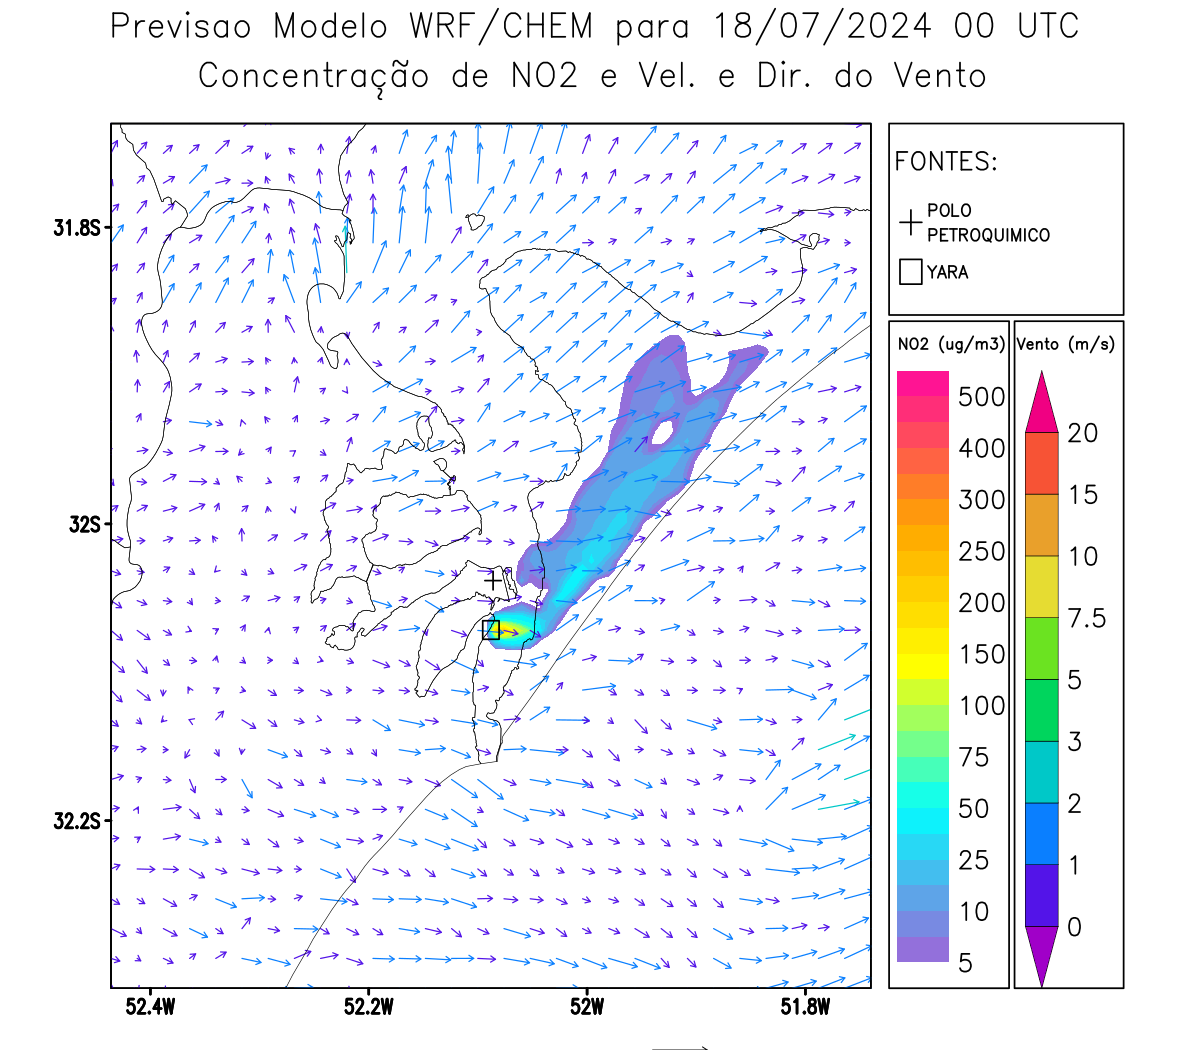 Previsao Modelo WRF/CHEM para 18/07/2024 00 UTC
Concentração de NO2 e Vel. e Dir. do Vento
FONTES:
POLO
PETROQUIMICO
YARA
31.8S
32S
32.2S
52.4W 52.2W 52W 51.8W
NO2 (ug/m3)
500
400
300
250
200
150
100
75
50
25
10
5
Vento (m/s)
20
15
10
7.5
5
3
2
1
0